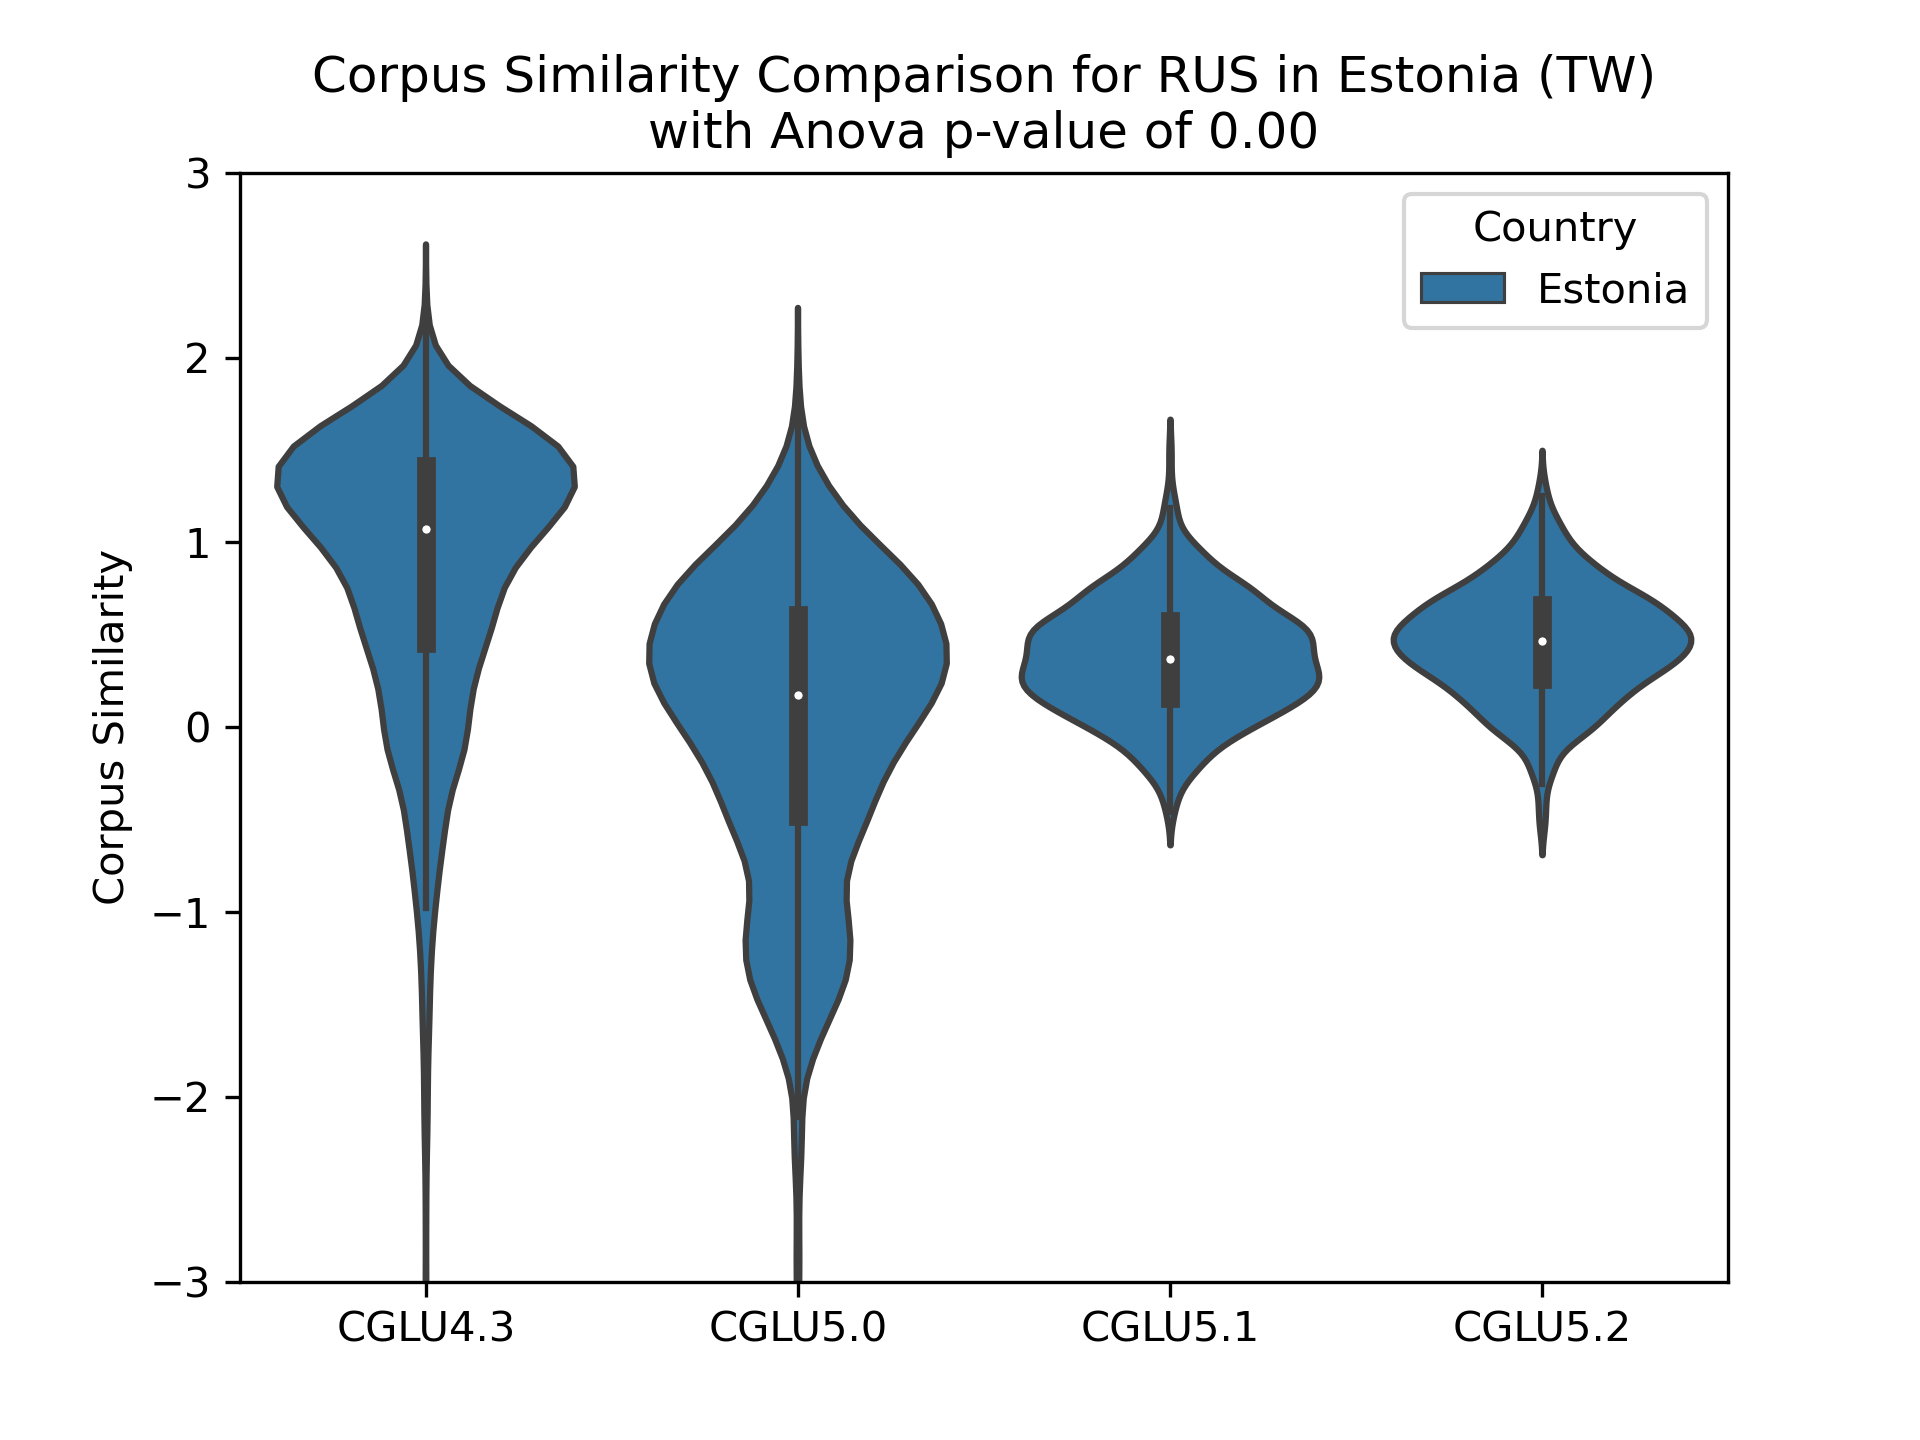 Corpus Similarity Comparison for RUS in Estonia (TW)
with Anova p-value of 0.00
Country
Estonia
Corpus Similarity
3
2
1
0
−1
−2
−3
CGLU4.3
CGLU5.0
CGLU5.1
CGLU5.2